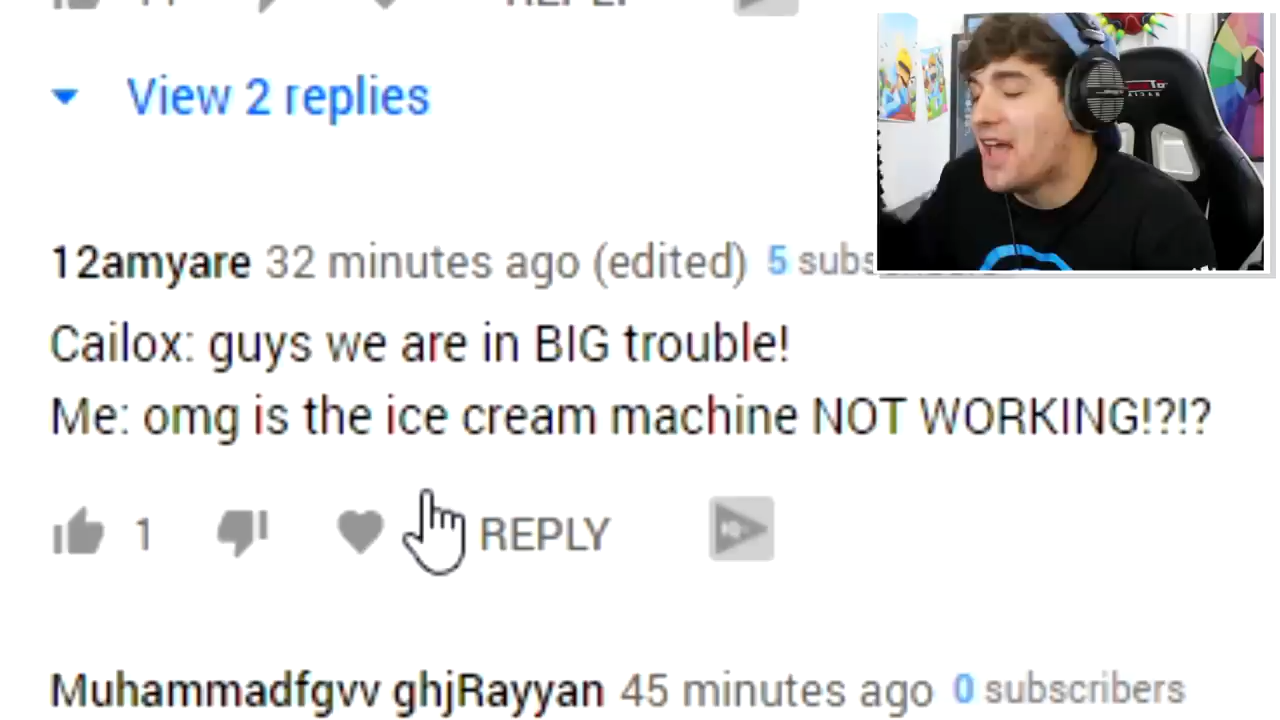 View 2 replies
12amyare 32 minutes ago (edited) 5 subs
Cailox: guys we are in BIG trouble!
Me: omg is the ice cream machine NOT WORKING!?!?
1 REPLY
Muhammadfgvv ghjRayyan 45 minutes ago 0 subscribers